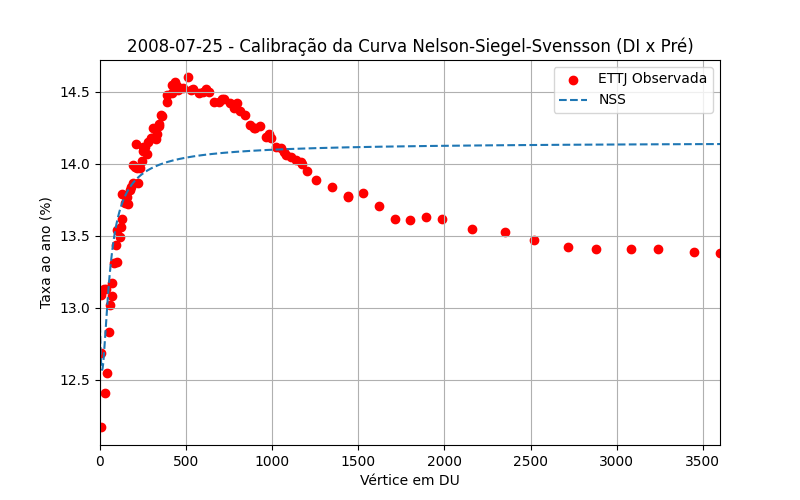 2008-07-25 - Calibração da Curva Nelson-Siegel-Svensson (DI x Pré)
ETTJ Observada
NSS
Taxa ao ano (%)
14.5
14.0
13.5
13.0
12.5
0 500 1000 1500 2000 2500 3000 3500
Vértice em DU